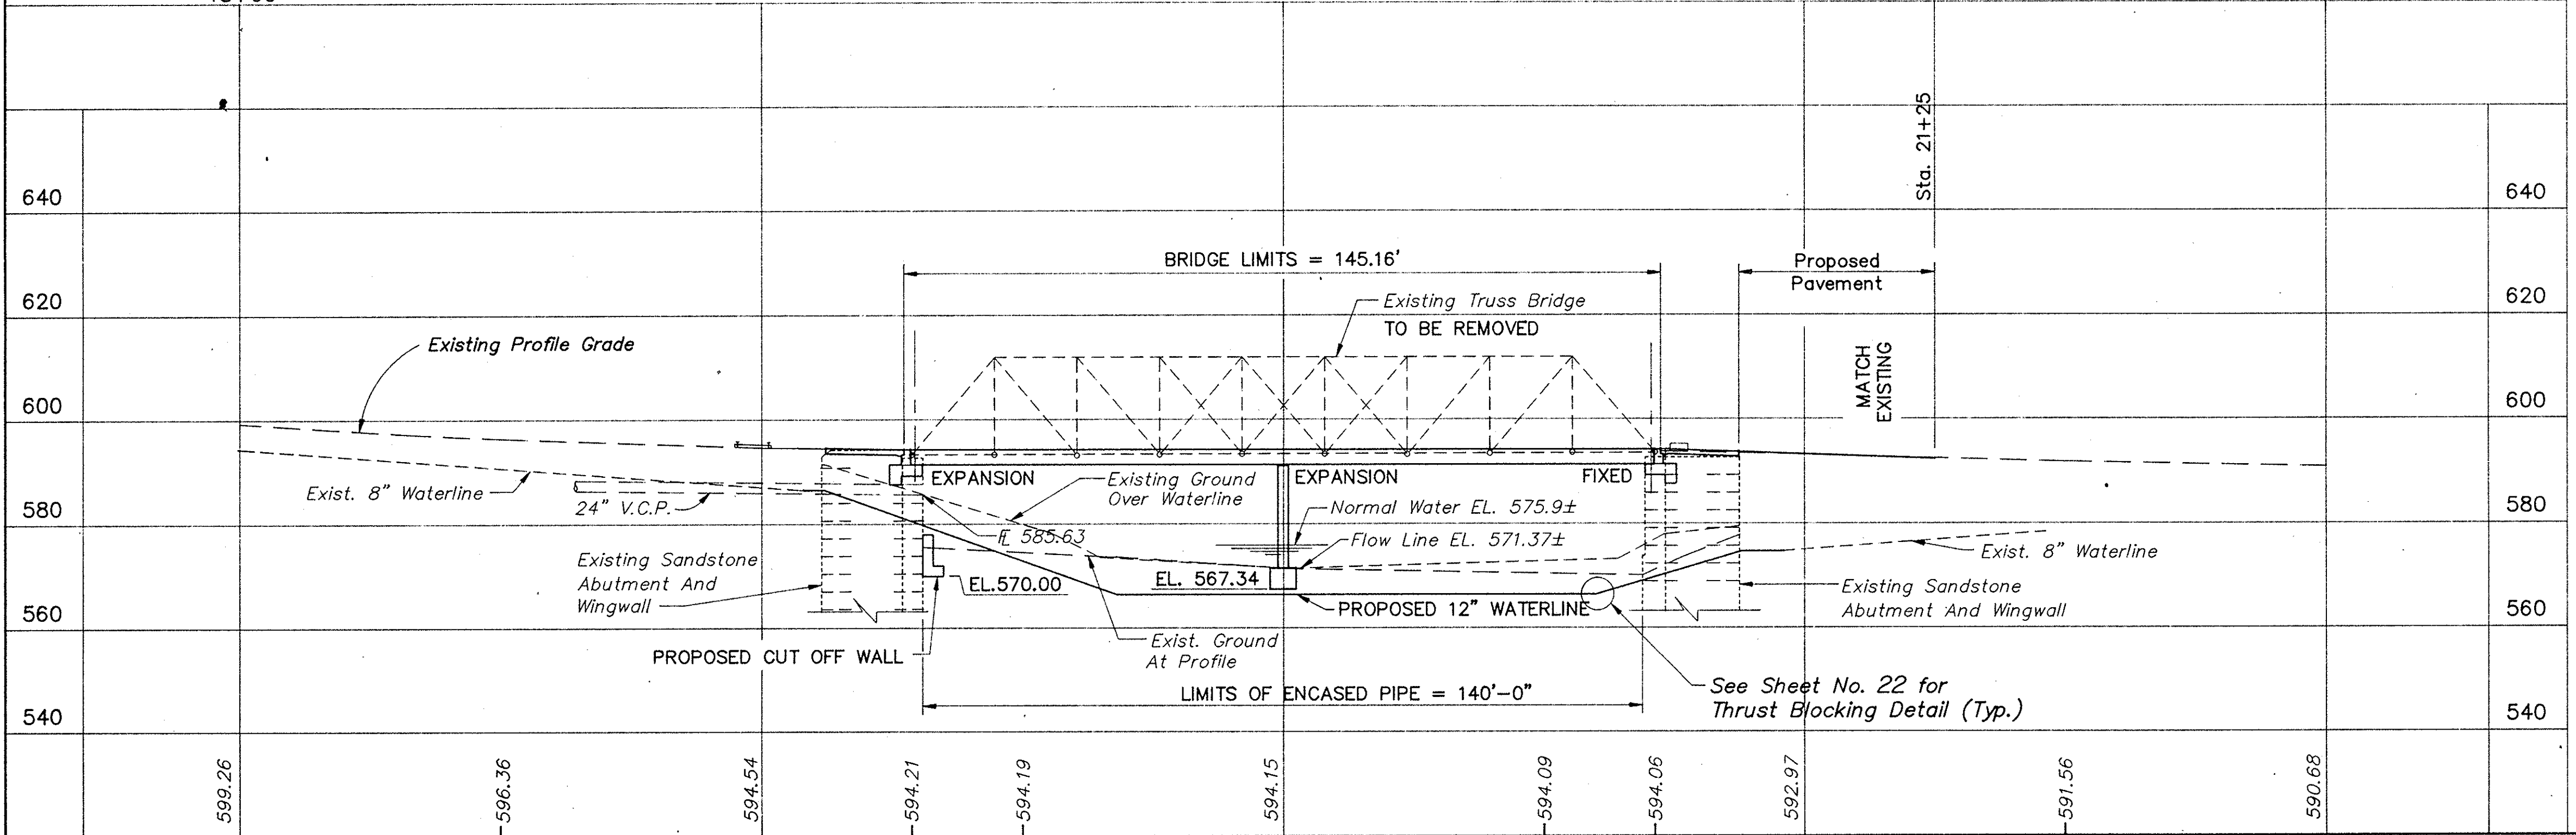 Sta. 21+25
640
640
BRIDGE LIMITS = 145.16'
Proposed
Pavement
620
620
Existing Truss Bridge
TO BE REMOVED
Existing Profile Grade
MATCH
EXISTING
600
600
EXPANSION
Existing Ground
Over Waterline
EXPANSION
FIXED
Exist. 8" Waterline
24" V.C.P.
Normal Water EL. 575.9±
580
580
FL 585.63
Flow Line EL. 571.37±
Exist. 8" Waterline
Existing Sandstone
Abutment And
Wingwall
EL.570.00
EL. 567.34
Existing Sandstone
Abutment And Wingwall
PROPOSED 12" WATERLINE
560
560
Exist. Ground
At Profile
PROPOSED CUT OFF WALL
LIMITS OF ENCASED PIPE = 140'-0"
See Sheet No. 22 for
Thrust Blocking Detail (Typ.)
540
540
599.26
596.36
594.54
594.21
594.19
594.15
594.09
594.06
592.97
591.56
590.68